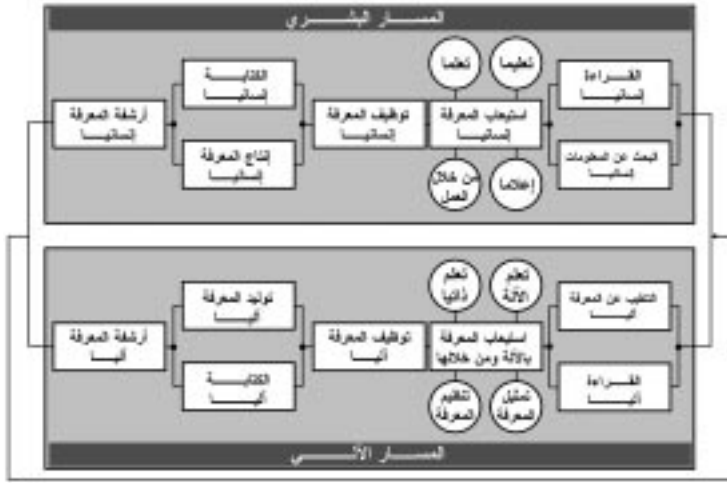 المسار البشري
تعلما
تعليما
القراءة
إنسانيا
الكتابة
إنسانيا
أرشفة المعرفة
إنسانيا
توظيف المعرفة
إنسانيا
استيعاب المعرفة
إنسانيا
البحث عن المعلومات
إنسانيا
إنتاج المعرفة
إنسانيا
من خلال
العمل
إعلاما
تعلم
ذاتيا
تعلم
الآلة
التنقيب عن المعرفة
آليا
توليد المعرفة
آليا
أرشفة المعرفة
آليا
توظيف المعرفة
آليا
استيعاب المعرفة
بالآلة ومن خلالها
القراءة
آليا
الكتابة
آليا
تنظيم
المعرفة
تمثيل
المعرفة
المسار الآلي